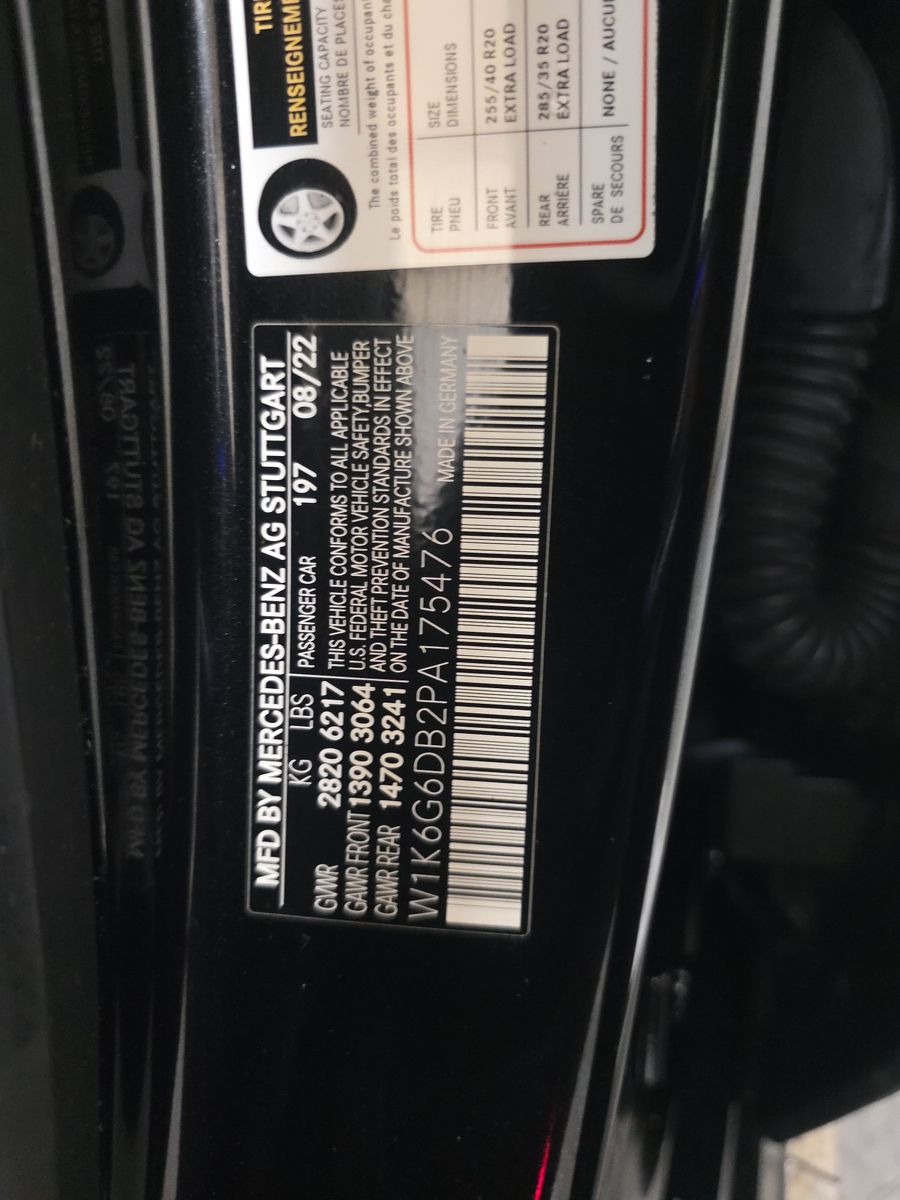 MFD BY MERCEDES-BENZ AG STUTTGART
KG LBS PASSENGER CAR 197 08/22
GVWR 2820 6217 THIS VEHICLE CONFORMS TO ALL APPLICABLE
GAWR FRONT 1390 3064 U.S. FEDERAL MOTOR VEHICLE SAFETY,BUMPER
GAWR REAR 1470 3241 AND THEFT PREVENTION STANDARDS IN EFFECT
ON THE DATE OF MANUFACTURE SHOWN ABOVE
W1K6G6DB2PA175476 MADE IN GERMANY
TIR
RENSEIGNEM
SEATING CAPACITY
NOMBRE DE PLACES
The combined weight of occupan
Le poids total des occupants et du cha
TIRE SIZE
PNEU DIMENSIONS
FRONT 255/40 R20
AVANT EXTRA LOAD
REAR 285/35 R20
ARRIÈRE EXTRA LOAD
SPARE NONE / AUCU
DE SECOURS